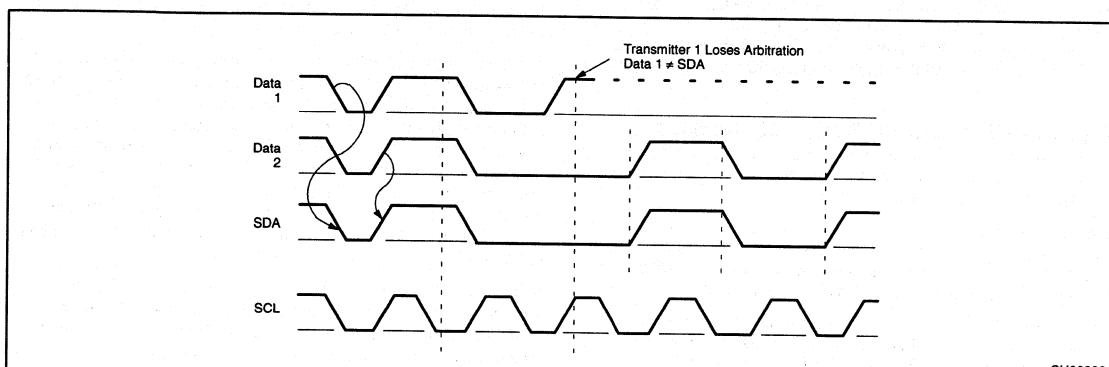 Transmitter 1 Loses Arbitration
Data 1 ≠ SDA
Data
1
Data
2
SDA
SCL